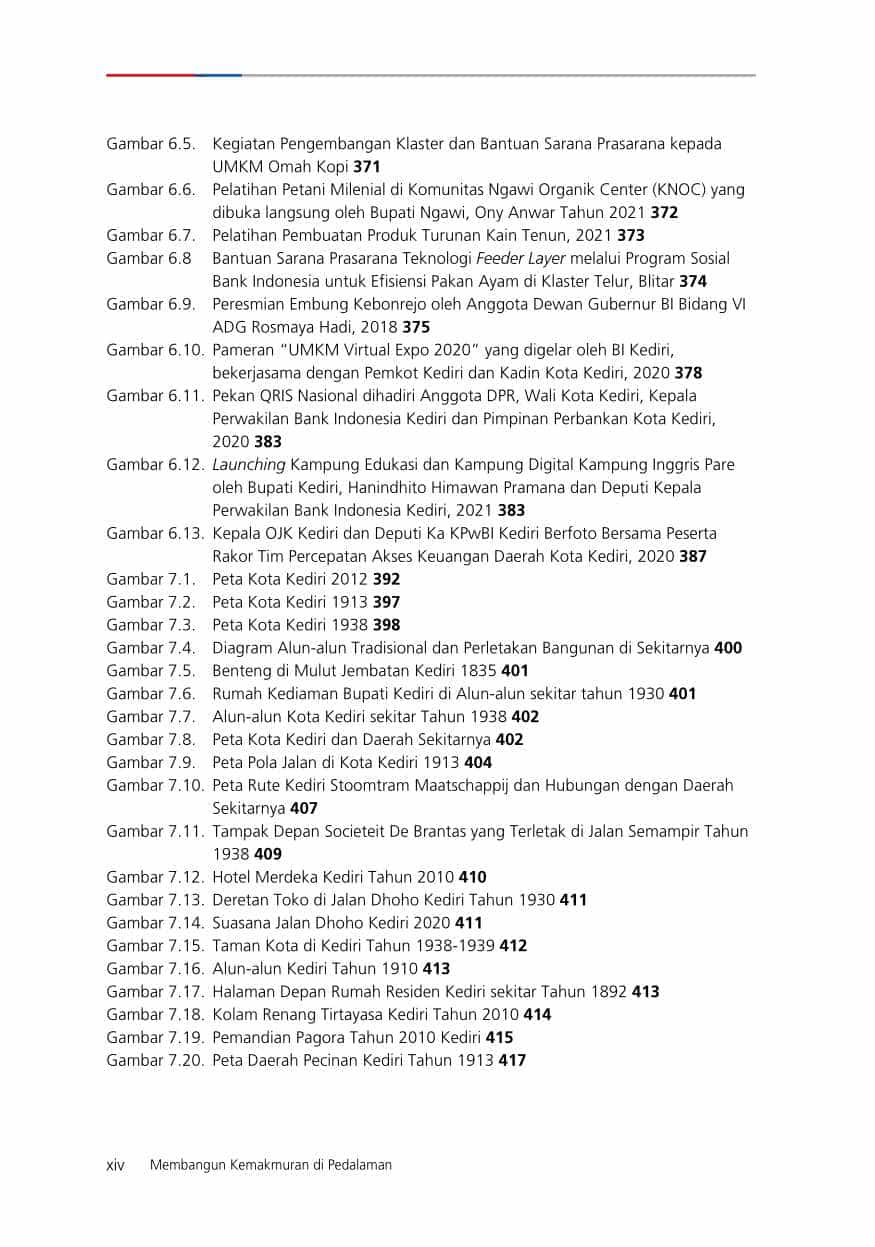 Gambar 6.5. Kegiatan Pengembangan Klaster dan Bantuan Sarana Prasarana kepada
UMKM Omah Kopi 371
Gambar 6.6. Pelatihan Petani Milenial di Komunitas Ngawi Organik Center (KNOC) yang
dibuka langsung oleh Bupati Ngawi, Ony Anwar Tahun 2021 372
Gambar 6.7. Pelatihan Pembuatan Produk Turunan Kain Tenun, 2021 373
Gambar 6.8 Bantuan Sarana Prasarana Teknologi Feeder Layer melalui Program Sosial
Bank Indonesia untuk Efisiensi Pakan Ayam di Klaster Telur, Blitar 374
Gambar 6.9. Peresmian Embung Kebonrejo oleh Anggota Dewan Gubernur BI Bidang VI
ADG Rosmaya Hadi, 2018 375
Gambar 6.10. Pameran “UMKM Virtual Expo 2020” yang digelar oleh BI Kediri,
bekerjasama dengan Pemkot Kediri dan Kadin Kota Kediri, 2020 378
Gambar 6.11. Pekan QRIS Nasional dihadiri Anggota DPR, Wali Kota Kediri, Kepala
Perwakilan Bank Indonesia Kediri dan Pimpinan Perbankan Kota Kediri,
2020 383
Gambar 6.12. Launching Kampung Edukasi dan Kampung Digital Kampung Inggris Pare
oleh Bupati Kediri, Hanindhito Himawan Pramana dan Deputi Kepala
Perwakilan Bank Indonesia Kediri, 2021 383
Gambar 6.13. Kepala OJK Kediri dan Deputi Ka KPwBI Kediri Berfoto Bersama Peserta
Rakor Tim Percepatan Akses Keuangan Daerah Kota Kediri, 2020 387
Gambar 7.1. Peta Kota Kediri 2012 392
Gambar 7.2. Peta Kota Kediri 1913 397
Gambar 7.3. Peta Kota Kediri 1938 398
Gambar 7.4. Diagram Alun-alun Tradisional dan Perletakan Bangunan di Sekitarnya 400
Gambar 7.5. Benteng di Mulut Jembatan Kediri 1835 401
Gambar 7.6. Rumah Kediaman Bupati Kediri di Alun-alun sekitar tahun 1930 401
Gambar 7.7. Alun-alun Kota Kediri sekitar Tahun 1938 402
Gambar 7.8. Peta Kota Kediri dan Daerah Sekitarnya 402
Gambar 7.9. Peta Pola Jalan di Kota Kediri 1913 404
Gambar 7.10. Peta Rute Kediri Stoomtram Maatschappij dan Hubungan dengan Daerah
Sekitarnya 407
Gambar 7.11. Tampak Depan Societeit De Brantas yang Terletak di Jalan Semampir Tahun
1938 409
Gambar 7.12. Hotel Merdeka Kediri Tahun 2010 410
Gambar 7.13. Deretan Toko di Jalan Dhoho Kediri Tahun 1930 411
Gambar 7.14. Suasana Jalan Dhoho Kediri 2020 411
Gambar 7.15. Taman Kota di Kediri Tahun 1938-1939 412
Gambar 7.16. Alun-alun Kediri Tahun 1910 413
Gambar 7.17. Halaman Depan Rumah Residen Kediri sekitar Tahun 1892 413
Gambar 7.18. Kolam Renang Tirtayasa Kediri Tahun 2010 414
Gambar 7.19. Pemandian Pagora Tahun 2010 Kediri 415
Gambar 7.20. Peta Daerah Pecinan Kediri Tahun 1913 417
xiv Membangun Kemakmuran di Pedalaman